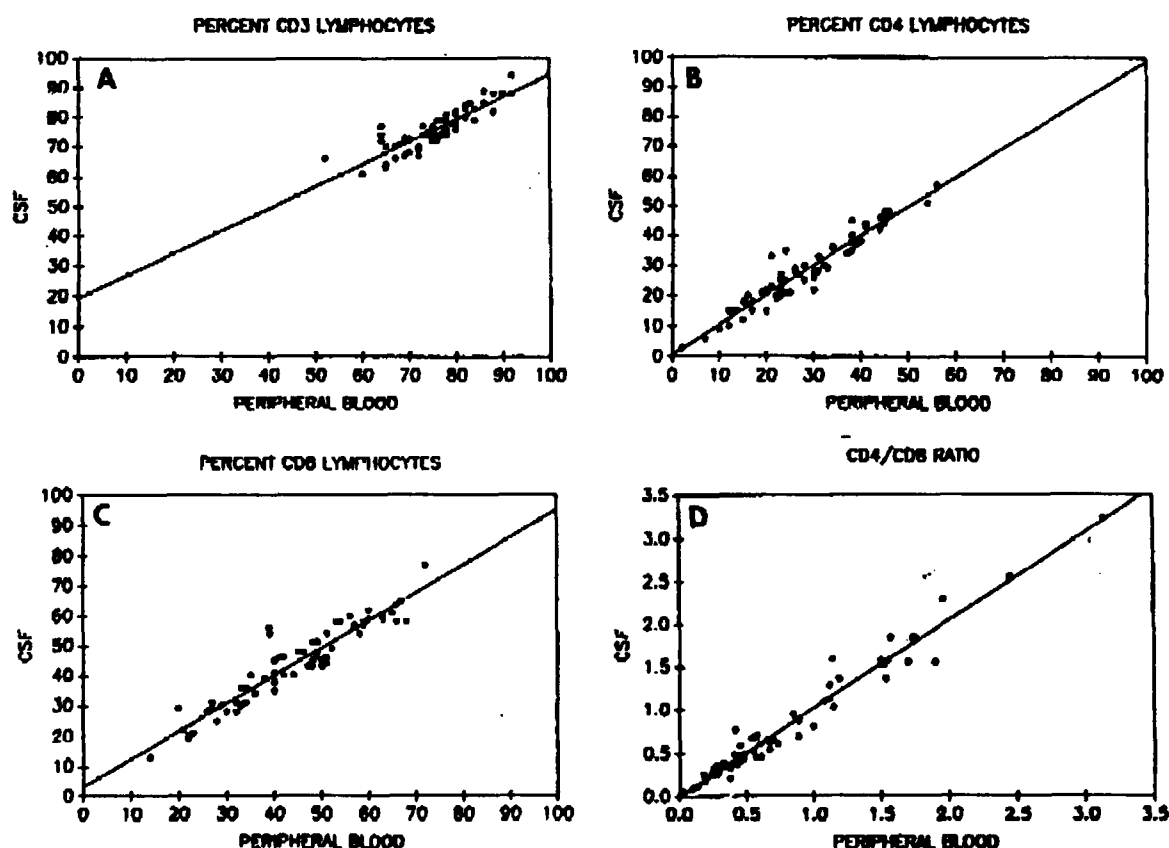 PERCENT CD3 LYMPHOCYTES
A
100
90
80
70
60
50
40
30
20
10
0
CSF
0 10 20 30 40 50 60 70 80 90 100
PERIPHERAL BLOOD
PERCENT CD4 LYMPHOCYTES
B
100
90
80
70
60
50
40
30
20
10
0
CSF
0 10 20 30 40 50 60 70 80 90 100
PERIPHERAL BLOOD
PERCENT CD8 LYMPHOCYTES
C
100
90
80
70
60
50
40
30
20
10
0
CSF
0 10 20 30 40 50 60 70 80 90 100
PERIPHERAL BLOOD
CD4/CD8 RATIO
D
3.5
3.0
2.5
2.0
1.5
1.0
0.5
0.0
CSF
0.0 0.5 1.0 1.5 2.0 2.5 3.0 3.5
PERIPHERAL BLOOD